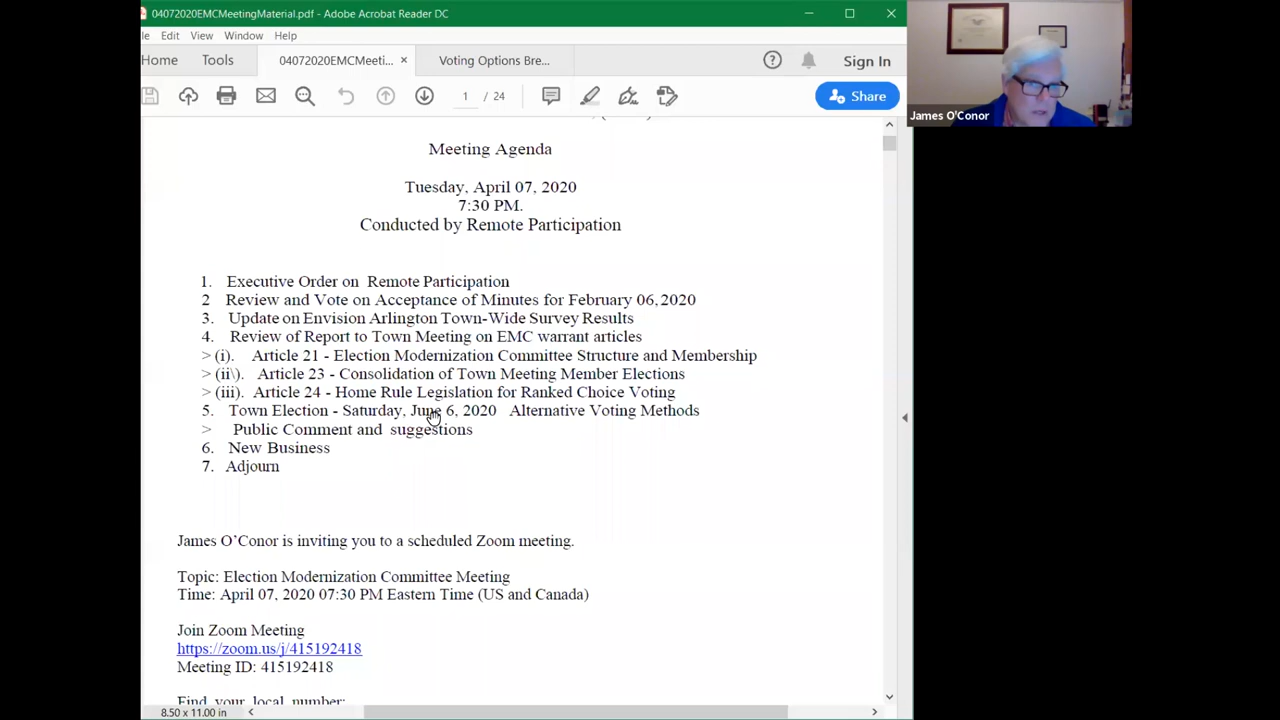 04072020EMCMeetingMaterial.pdf - Adobe Acrobat Reader DC
le Edit View Window Help
Home Tools 04072020EMCMeeti... × Voting Options Bre... Sign In
1 / 24 Share
James O'Conor
Meeting Agenda
Tuesday, April 07, 2020
7:30 PM.
Conducted by Remote Participation
1. Executive Order on Remote Participation
2 Review and Vote on Acceptance of Minutes for February 06,2020
3. Update on Envision Arlington Town-Wide Survey Results
4. Review of Report to Town Meeting on EMC warrant articles
> (i). Article 21 - Election Modernization Committee Structure and Membership
> (ii\). Article 23 - Consolidation of Town Meeting Member Elections
> (iii). Article 24 - Home Rule Legislation for Ranked Choice Voting
5. Town Election - Saturday, June 6, 2020 Alternative Voting Methods
> Public Comment and suggestions
6. New Business
7. Adjourn
James O’Conor is inviting you to a scheduled Zoom meeting.
Topic: Election Modernization Committee Meeting
Time: April 07, 2020 07:30 PM Eastern Time (US and Canada)
Join Zoom Meeting
https://zoom.us/j/415192418
Meeting ID: 415192418
Find your local number:
8.50 x 11.00 in